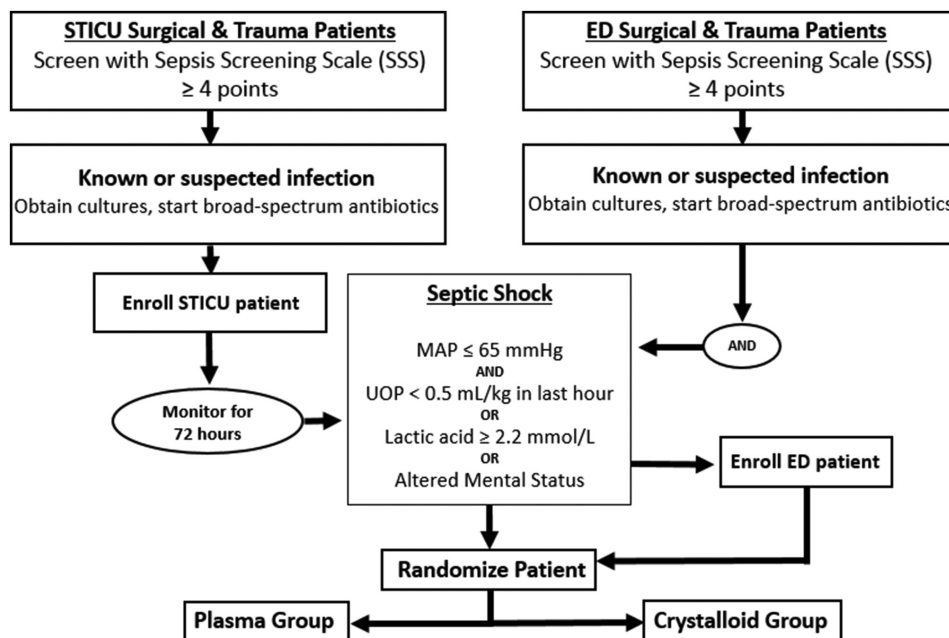 STICU Surgical & Trauma Patients
Screen with Sepsis Screening Scale (SSS)
≥ 4 points
ED Surgical & Trauma Patients
Screen with Sepsis Screening Scale (SSS)
≥ 4 points
Known or suspected infection
Obtain cultures, start broad-spectrum antibiotics
Known or suspected infection
Obtain cultures, start broad-spectrum antibiotics
Enroll STICU patient
Monitor for
72 hours
Septic Shock
MAP ≤ 65 mmHg
AND
UOP < 0.5 mL/kg in last hour
OR
Lactic acid ≥ 2.2 mmol/L
OR
Altered Mental Status
AND
Enroll ED patient
Randomize Patient
Plasma Group
Crystalloid Group